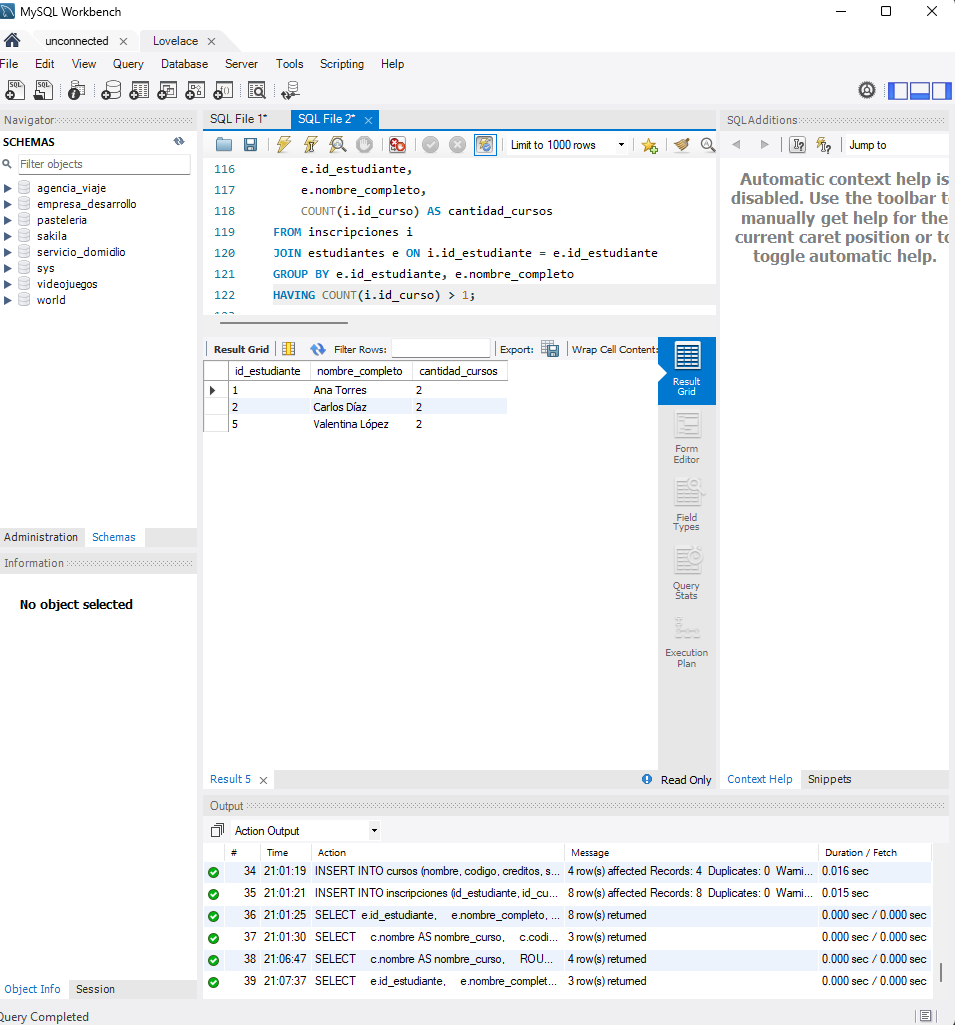 MySQL Workbench
unconnected
Lovelace
File Edit View Query Database Server Tools Scripting Help
Navigator
SCHEMAS
Filter objects
agencia_viaje
empresa_desarrollo
pasteleria
sakila
servicio_domidlio
sys
videojuegos
world
Administration Schemas
Information
No object selected
Object Info Session
Query Completed
SQL File 1*
SQL File 2*
Limit to 1000 rows
116 e.id_estudiante,
117 e.nombre_completo,
118 COUNT(i.id_curso) AS cantidad_cursos
119 FROM inscripciones i
120 JOIN estudiantes e ON i.id_estudiante = e.id_estudiante
121 GROUP BY e.id_estudiante, e.nombre_completo
122 HAVING COUNT(i.id_curso) > 1;
Result Grid Filter Rows: Export: Wrap Cell Content:
id_estudiante nombre_completo cantidad_cursos
1 Ana Torres 2
2 Carlos Díaz 2
5 Valentina López 2
Result
Grid
Form
Editor
Field
Types
Query
Stats
Execution
Plan
Result 5
Read Only
SQLAdditions
Jump to
Automatic context help is
disabled. Use the toolbar t
manually get help for the
current caret position or to
toggle automatic help.
Context Help Snippets
Output
Action Output
# Time Action Message Duration / Fetch
34 21:01:19 INSERT INTO cursos (nombre, codigo, creditos, s... 4 row(s) affected Records: 4 Duplicates: 0 Warni... 0.016 sec
35 21:01:21 INSERT INTO inscripciones (id_estudiante, id_cu... 8 row(s) affected Records: 8 Duplicates: 0 Warni... 0.015 sec
36 21:01:25 SELECT e.id_estudiante, e.nombre_completo, ... 8 row(s) returned 0.000 sec / 0.000 sec
37 21:01:30 SELECT c.nombre AS nombre_curso, c.codi... 3 row(s) returned 0.000 sec / 0.000 sec
38 21:06:47 SELECT c.nombre AS nombre_curso, ROU... 4 row(s) returned 0.000 sec / 0.000 sec
39 21:07:37 SELECT e.id_estudiante, e.nombre_complet... 3 row(s) returned 0.000 sec / 0.000 sec